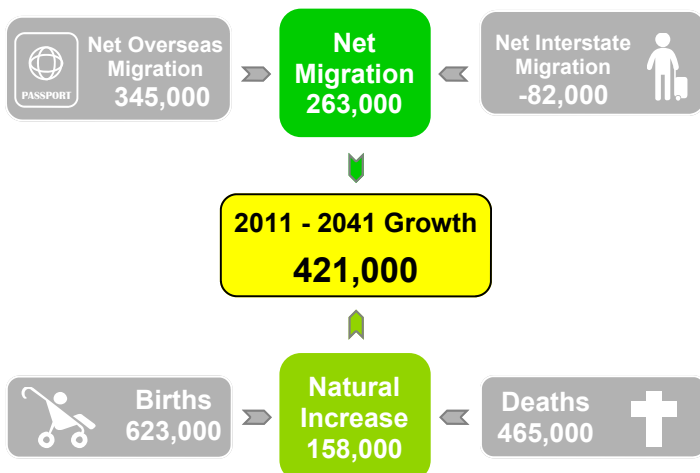 Net Overseas
Migration
345,000
PASSPORT
Net
Migration
263,000
Net Interstate
Migration
-82,000
2011 - 2041 Growth
421,000
Births
623,000
Natural
Increase
158,000
Deaths
465,000